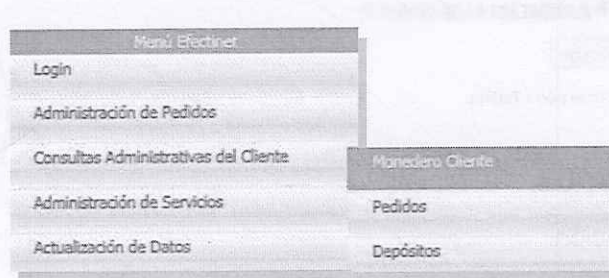 Menú Efectinet
Login
Administración de Pedidos
Consultas Administrativas del Cliente
Administración de Servicios
Actualización de Datos
Monedero Cliente
Pedidos
Depósitos